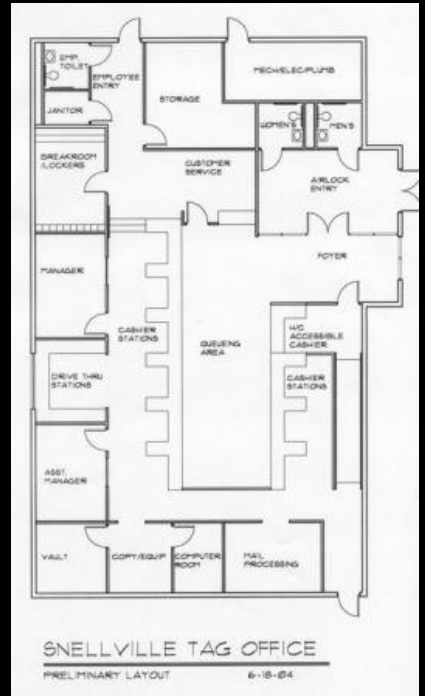 EMP.
TOILET
EMPLOYEE
ENTRY
MECH/ELEC/PLUMB
STORAGE
JANITOR
WOMEN'S
MEN'S
BREAKROOM
/LOCKERS
CUSTOMER
SERVICE
AIRLOCK
ENTRY
FOYER
MANAGER
CASHIER
STATIONS
QUEUEING
AREA
H/C
ACCESSIBLE
CASHIER
DRIVE THRU
STATIONS
CASHIER
STATIONS
ASST.
MANAGER
VAULT
COPY/EQUIP
COMPUTER
ROOM
MAIL
PROCESSING
SNELLVILLE TAG OFFICE
PRELIMINARY LAYOUT 6-18-04